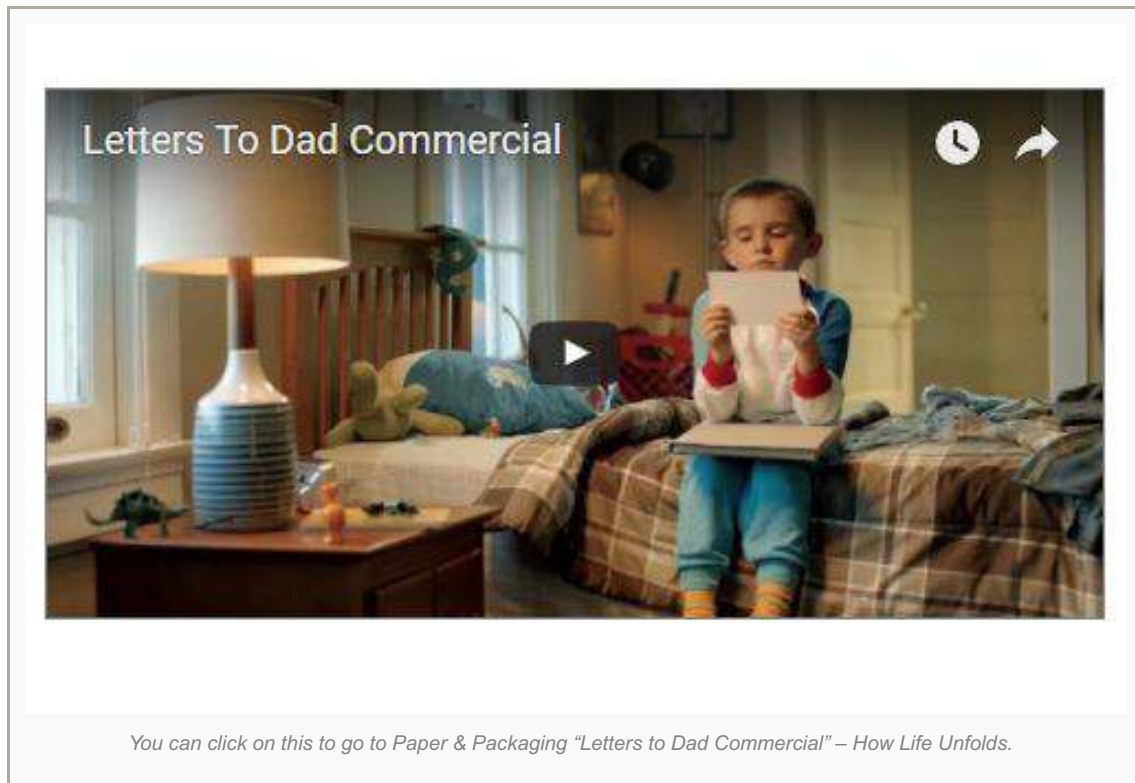 Letters To Dad Commercial
You can click on this to go to Paper & Packaging “Letters to Dad Commercial” – How Life Unfolds.